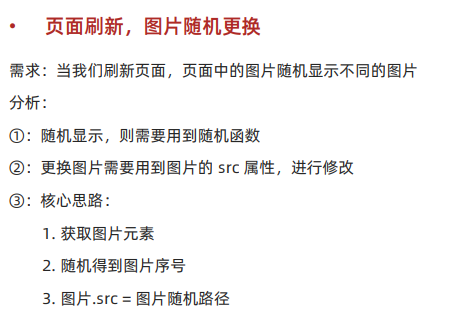 • 页面刷新，图片随机更换
需求：当我们刷新页面，页面中的图片随机显示不同的图片
分析：
①：随机显示，则需要用到随机函数
②：更换图片需要用到图片的 src 属性，进行修改
③：核心思路：
1. 获取图片元素
2. 随机得到图片序号
3. 图片.src = 图片随机路径